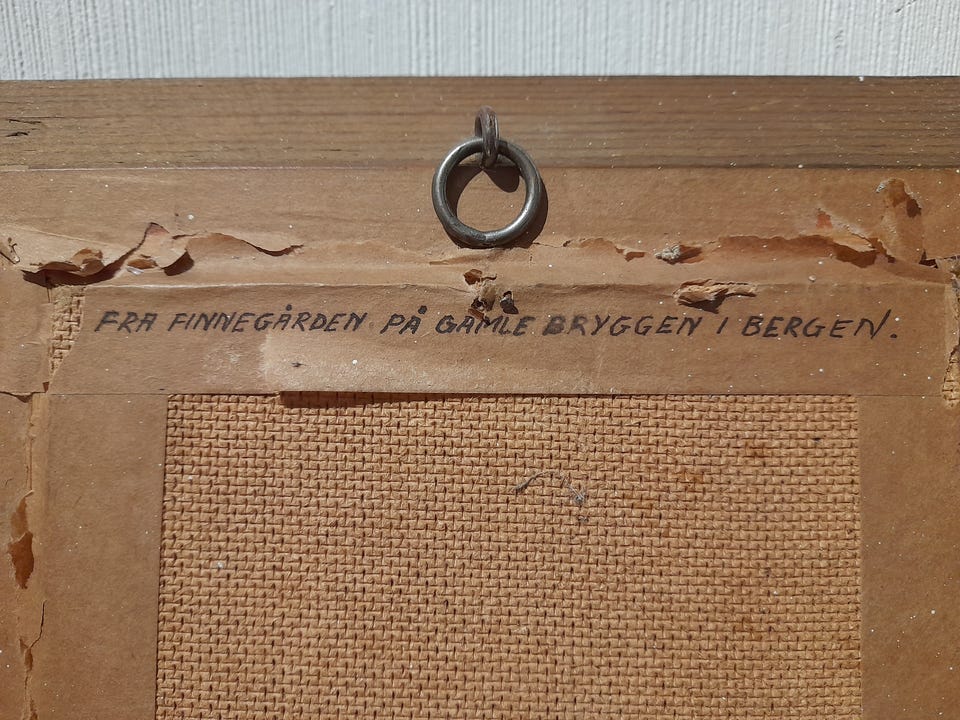 FRA FINNEGÅRDEN PÅ GAMLE BRYGGEN I BERGEN.